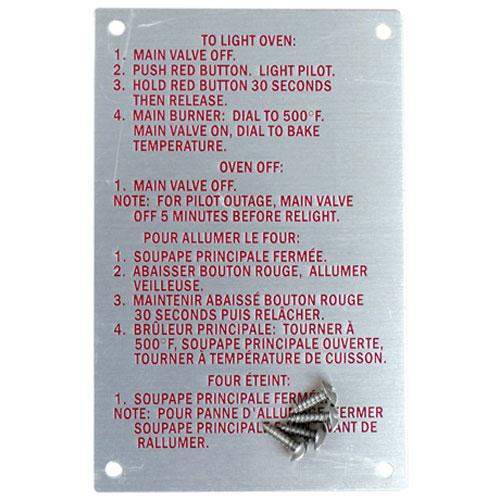 TO LIGHT OVEN:
1. MAIN VALVE OFF.
2. PUSH RED BUTTON. LIGHT PILOT.
3. HOLD RED BUTTON 30 SECONDS
THEN RELEASE.
4. MAIN BURNER: DIAL TO 500°F.
MAIN VALVE ON, DIAL TO BAKE
TEMPERATURE.
OVEN OFF:
1. MAIN VALVE OFF.
NOTE: FOR PILOT OUTAGE, MAIN VALVE
OFF 5 MINUTES BEFORE RELIGHT.
POUR ALLUMER LE FOUR:
1. SOUPAPE PRINCIPALE FERMÉE.
2. ABAISSER BOUTON ROUGE, ALLUMER
VEILLEUSE.
3. MAINTENIR ABAISSÉ BOUTON ROUGE
30 SECONDS PUIS RELÂCHER.
4. BRÛLEUR PRINCIPALE: TOURNER À
500°F, SOUPAPE PRINCIPALE OUVERTE,
TOURNER À TEMPÉRATURE DE CUISSON.
FOUR ÉTEINT:
1. SOUPAPE PRINCIPALE FERMÉE
NOTE: POUR PANNE FERMER
SOUPAPE PRINCIPALE DE
RALLUMER.